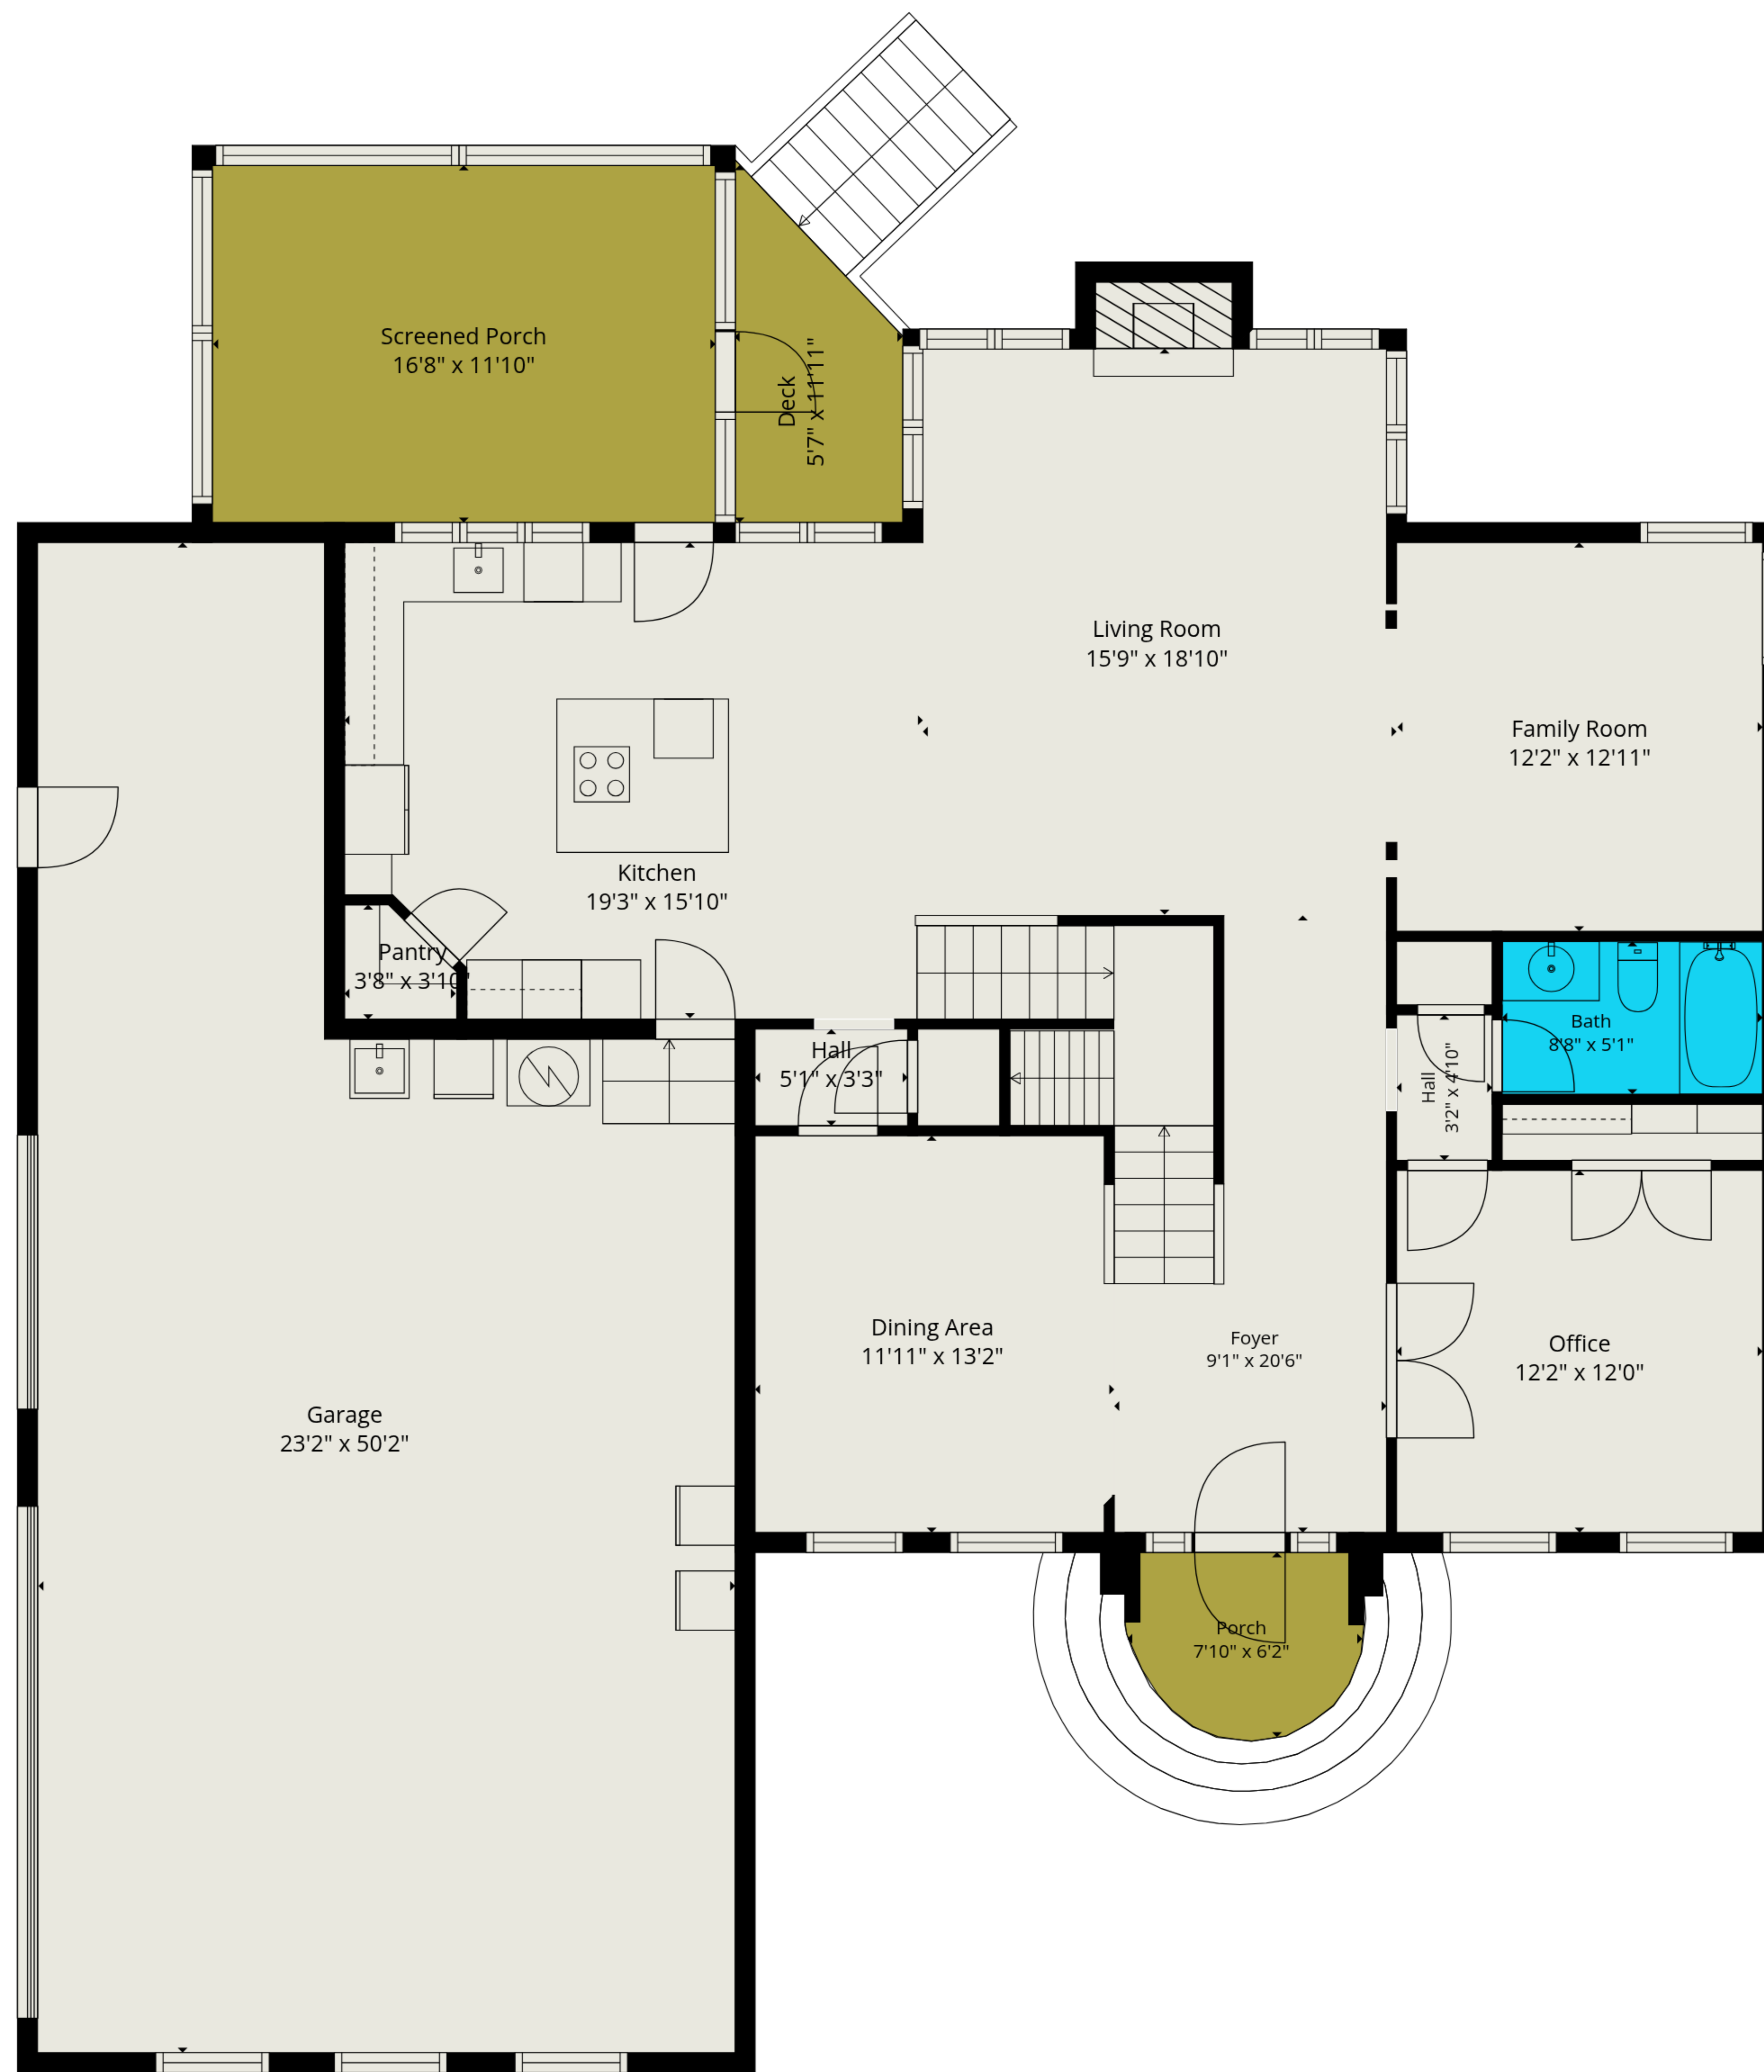 Screened Porch
16'8" x 11'10"
Deck
5'7" x 11'11"
Living Room
15'9" x 18'10"
Family Room
12'2" x 12'11"
Kitchen
19'3" x 15'10"
Pantry
3'8" x 3'10"
Hall
5'1" x 3'3"
Bath
8'8" x 5'1"
Hall
3'2" x 4'10"
Dining Area
11'11" x 13'2"
Foyer
9'1" x 20'6"
Office
12'2" x 12'0"
Garage
23'2" x 50'2"
Porch
7'10" x 6'2"